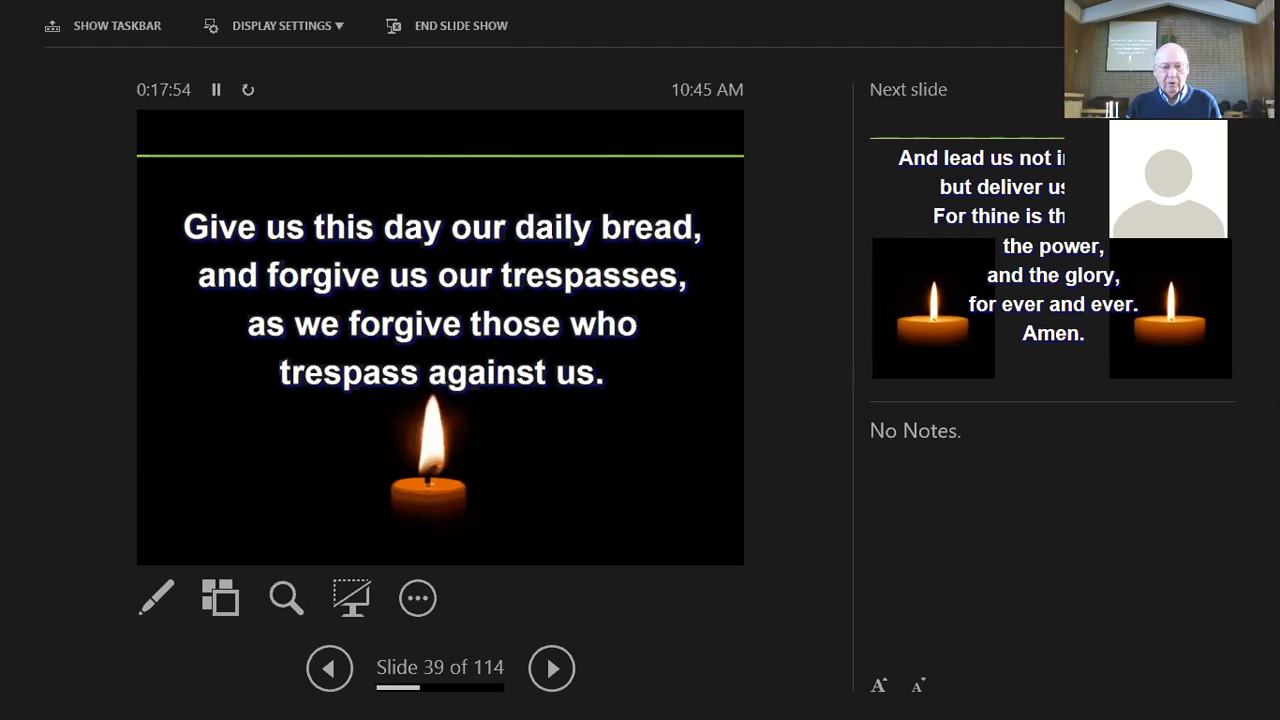 SHOW TASKBAR
DISPLAY SETTINGS
END SLIDE SHOW
0:17:54
10:45 AM
Give us this day our daily bread,
and forgive us our trespasses,
as we forgive those who
trespass against us.
Slide 39 of 114
Next slide
And lead us not
but deliver us
For thine is
the power,
and the glory,
for ever and ever.
Amen.
No Notes.
A
A